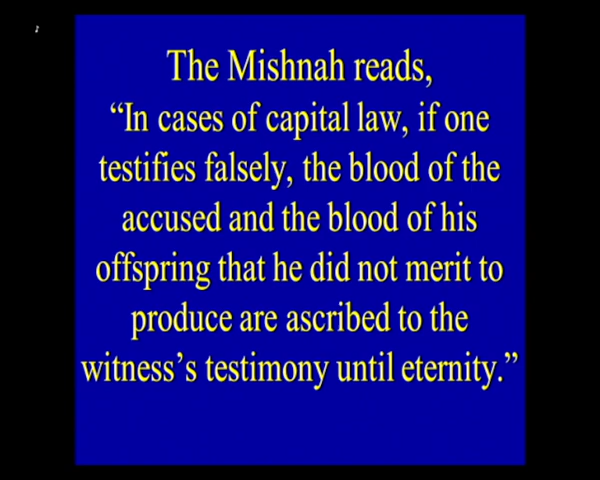 The Mishnah reads,
“In cases of capital law, if one
testifies falsely, the blood of the
accused and the blood of his
offspring that he did not merit to
produce are ascribed to the
witness’s testimony until eternity.”